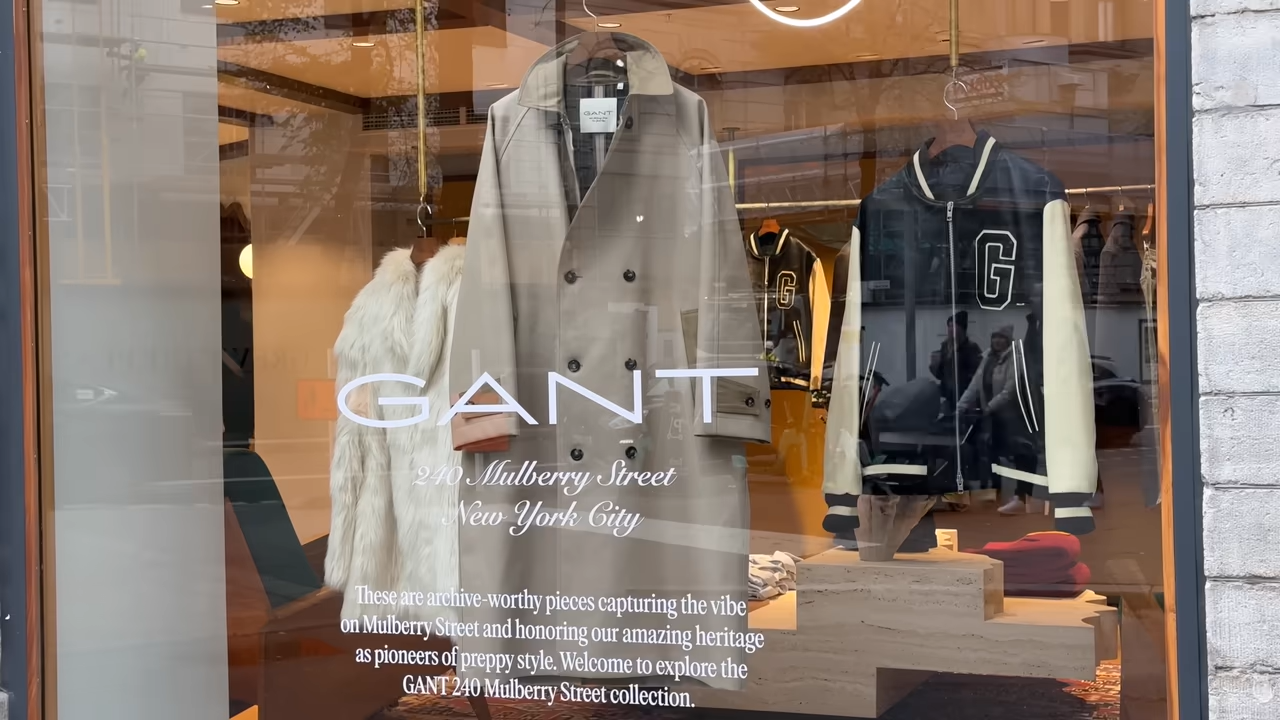 GANT
G
G
GANT
240 Mulberry Street
New York City
These are archive-worthy pieces capturing the vibe
on Mulberry Street and honoring our amazing heritage
as pioneers of preppy style. Welcome to explore the
GANT 240 Mulberry Street collection.